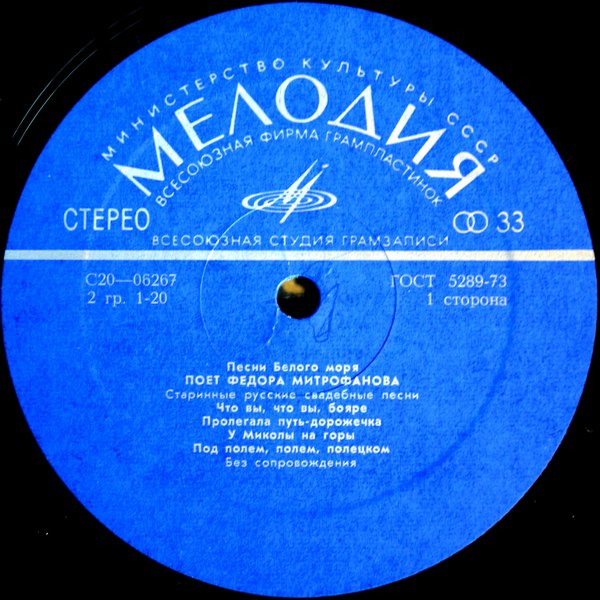 МИНИСТЕРСТВО КУЛЬТУРЫ СССР
МЕЛОДИЯ
ВСЕСОЮЗНАЯ ФИРМА ГРАМПЛАСТИНОК
СТЕРЕО 33
ВСЕСОЮЗНАЯ СТУДИЯ ГРАМЗАПИСИ
С20—06267 ГОСТ 5289-73
2 гр. 1-20 1 сторона
Песни Белого моря
ПОЕТ ФЕДОРА МИТРОФАНОВА
Старинные русские свадебные песни
Что вы, что вы, бояре
Пролегала путь-дорожечка
У Миколы на горы
Под полем, полем, полецком
Без сопровождения